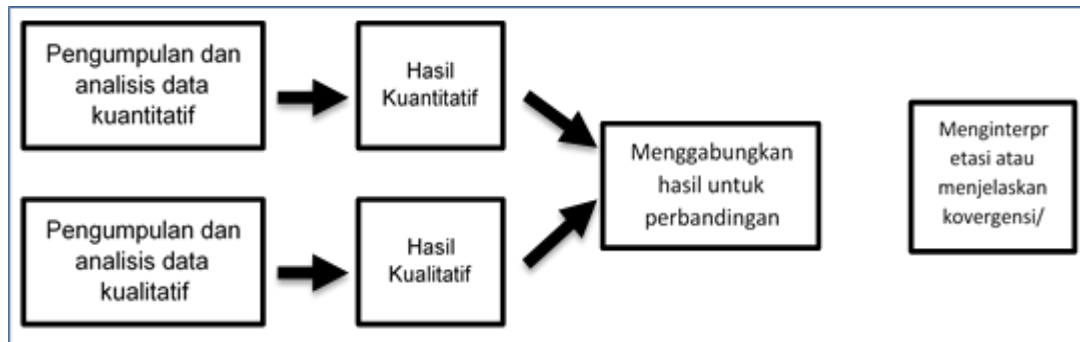 Pengumpulan dan
analisis data
kuantitatif
Hasil
Kuantitatif
Pengumpulan dan
analisis data
kualitatif
Hasil
Kualitatif
Menggabungkan
hasil untuk
perbandingan
Menginterpr
etasi atau
menjelaskan
kovergensi/